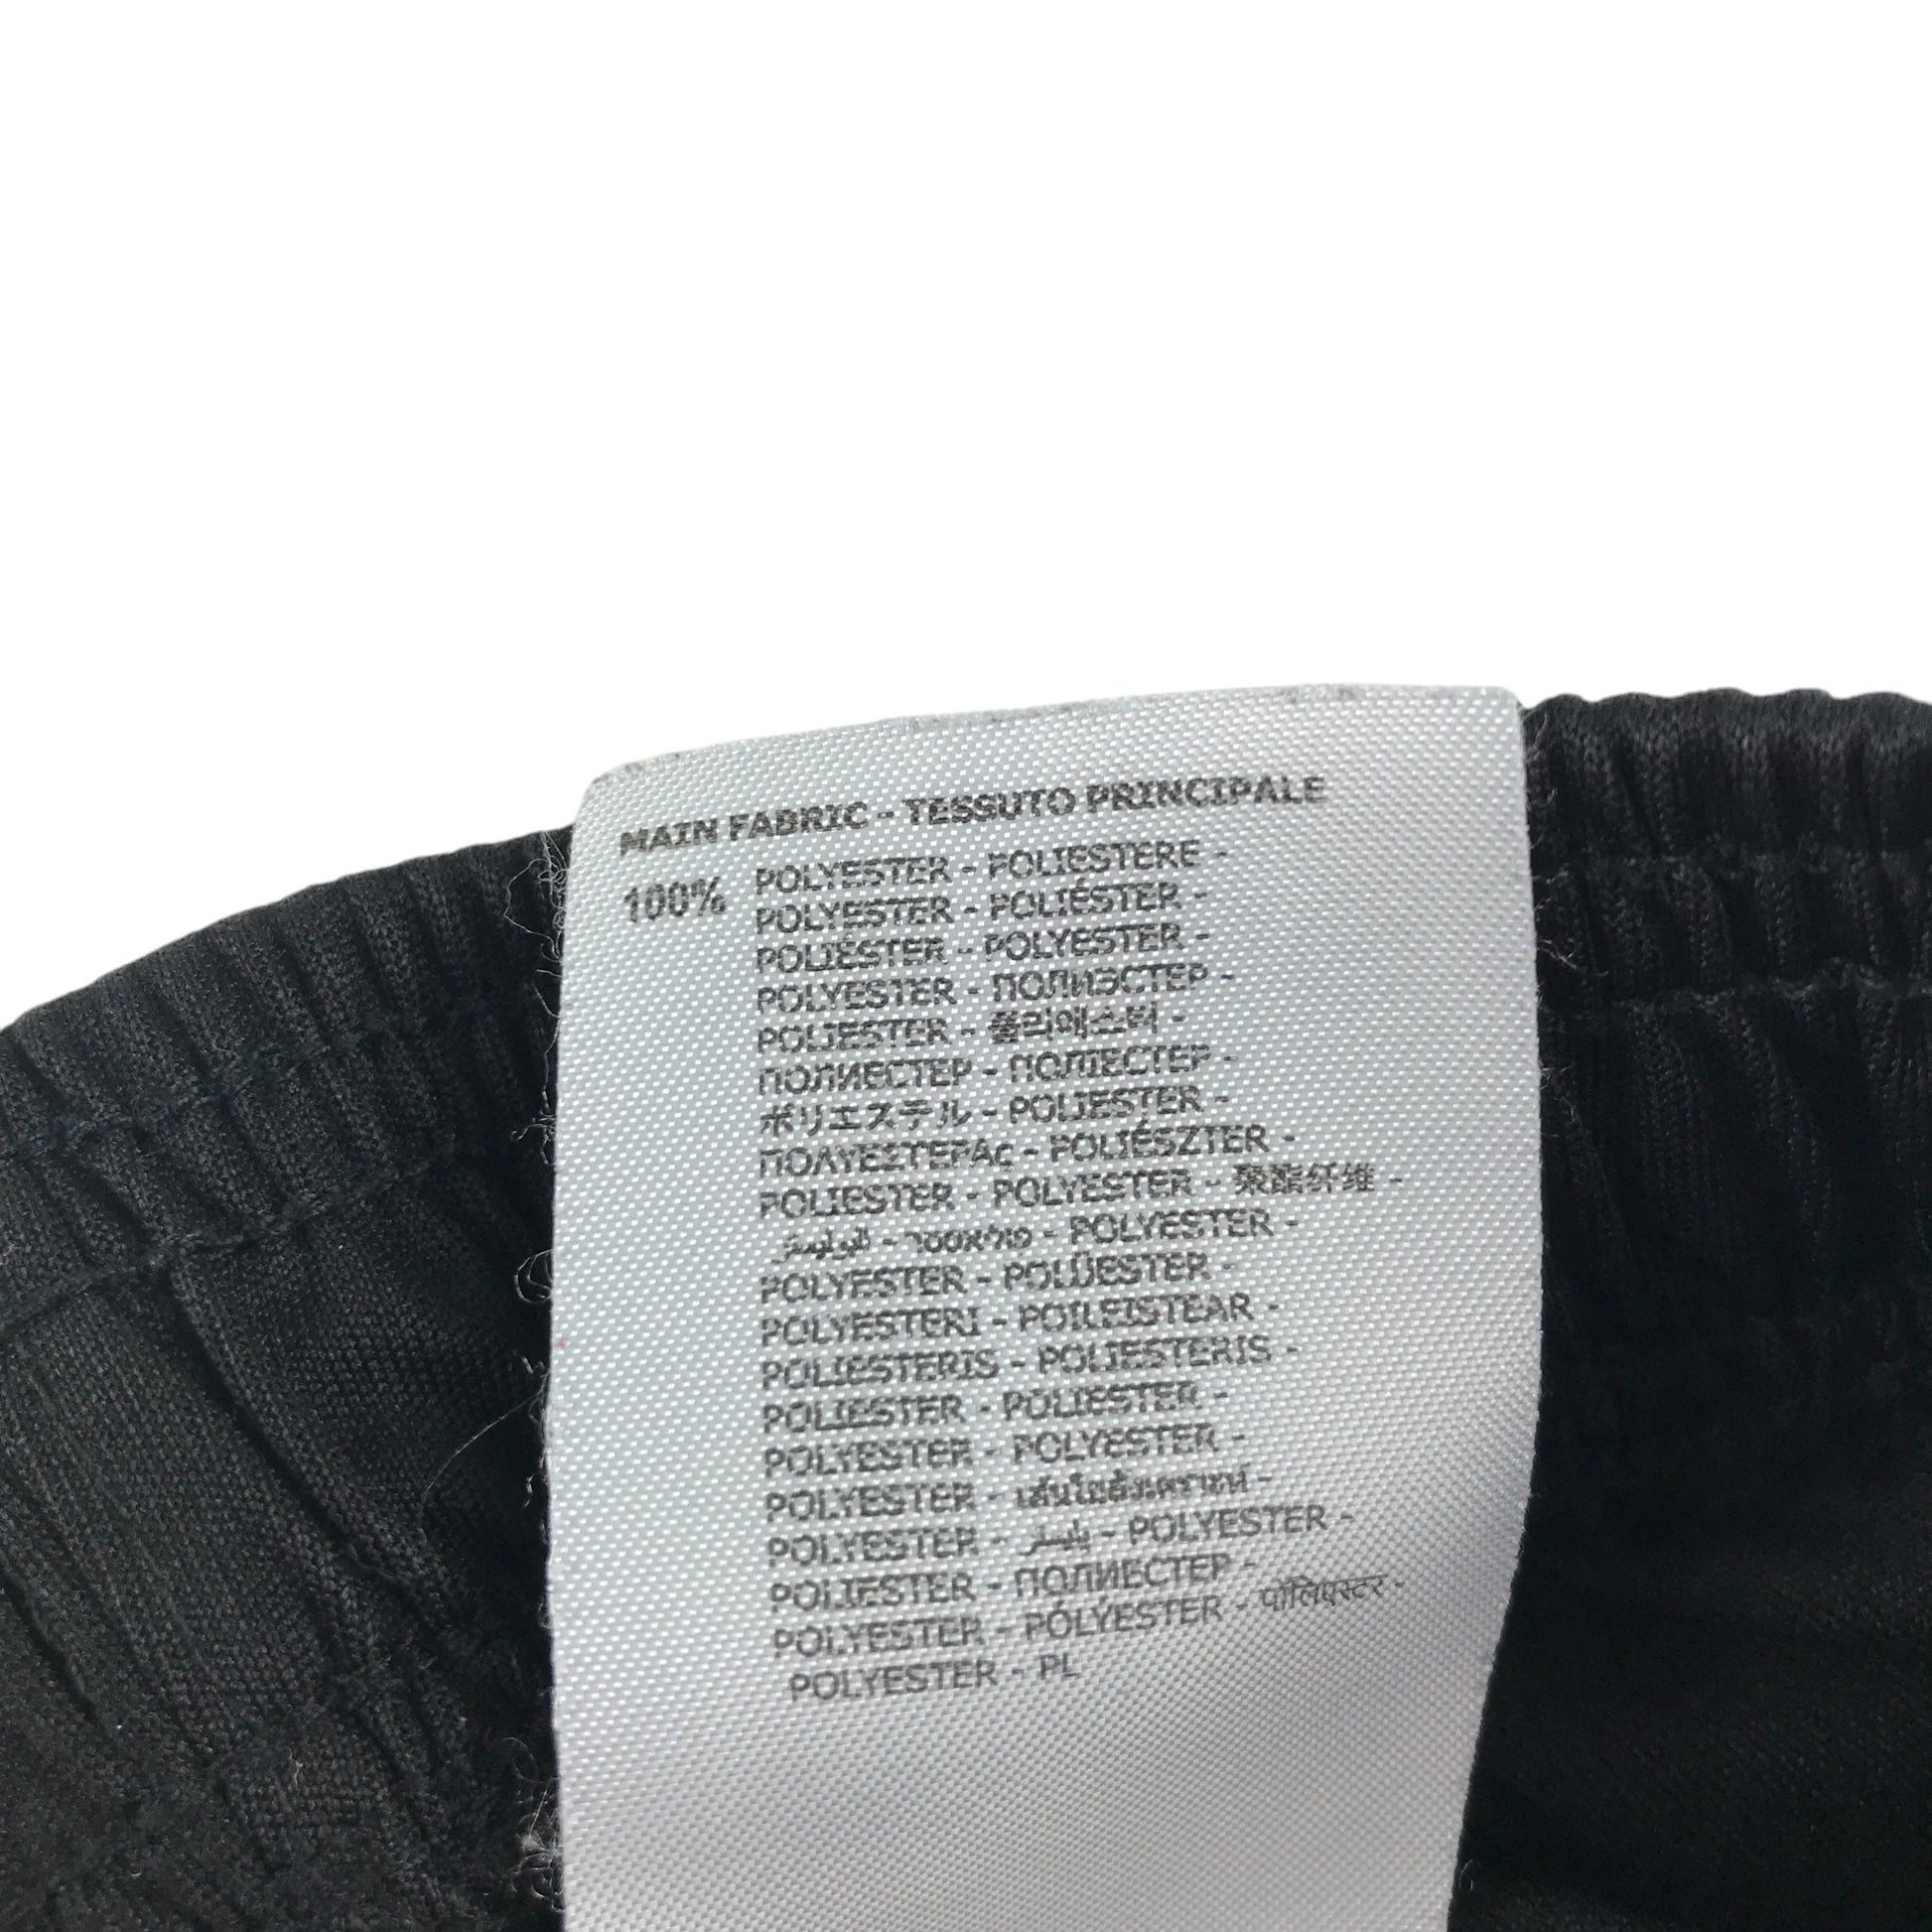 MAIN FABRIC - TESSUTO PRINCIPALE
100% POLYESTER - POLIESTERE -
POLYESTER - POLIÉSTER -
POLIÉSTER - POLYESTER -
POLYESTER - ПОЛИЭСТЕР -
POLIESTER - 폴리에스터 -
ПОЛИЕСТЕР - ПОЛІЕСТЕР -
ポリエステル - POLIESTER -
ΠΟΛΥΕΣΤΕΡΑς - POLIÉSZTER -
POLIESTER - POLYESTER - 聚酯纤维 -
פוליאסטר - POLYESTER -
POLYESTER - POLÜESTER -
POLYESTERI - POILEISTEAR -
POLIESTERIS - POLIESTERIS -
POLIESTER - POLIESTER -
POLYESTER - POLYESTER -
POLYESTER - เส้นใยสังเคราะห์ -
POLYESTER - POLYESTER -
POLIESTER - ПОЛИЕСТЕР -
POLYESTER - PÓLÝESTER - पॉलिएस्टर -
POLYESTER - PL